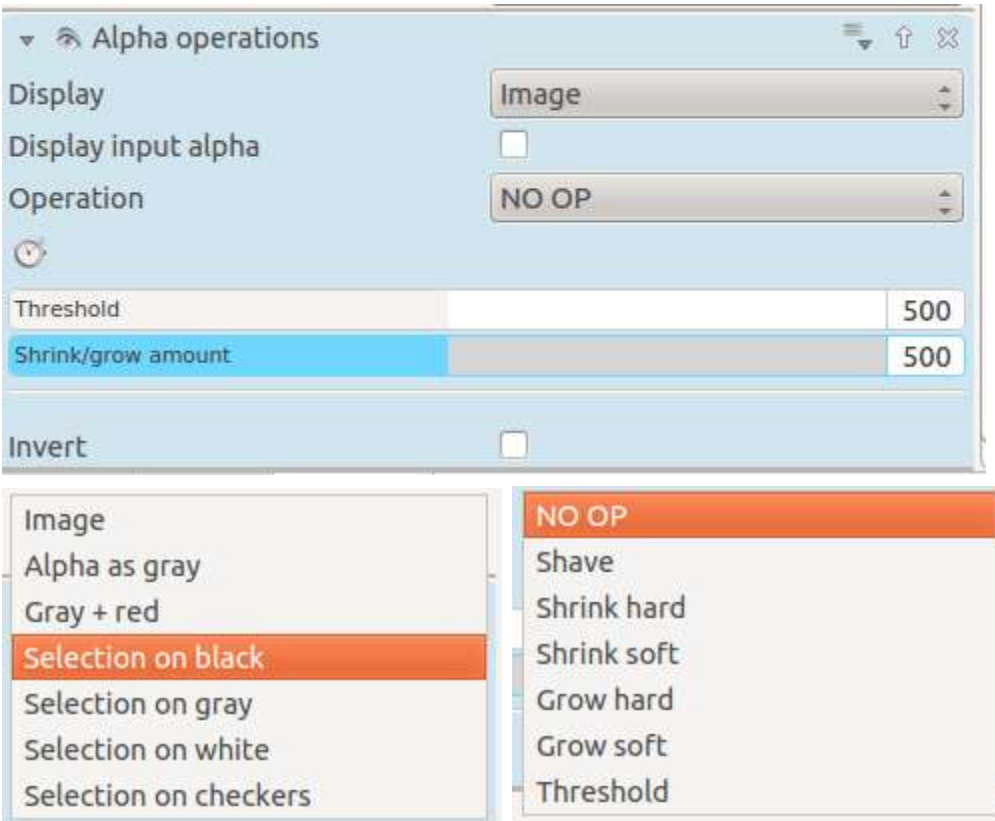 Alpha operations
Display Image
Display input alpha
Operation NO OP
Threshold 500
Shrink/grow amount 500
Invert
Image
Alpha as gray
Gray + red
Selection on black
Selection on gray
Selection on white
Selection on checkers
NO OP
Shave
Shrink hard
Shrink soft
Grow hard
Grow soft
Threshold